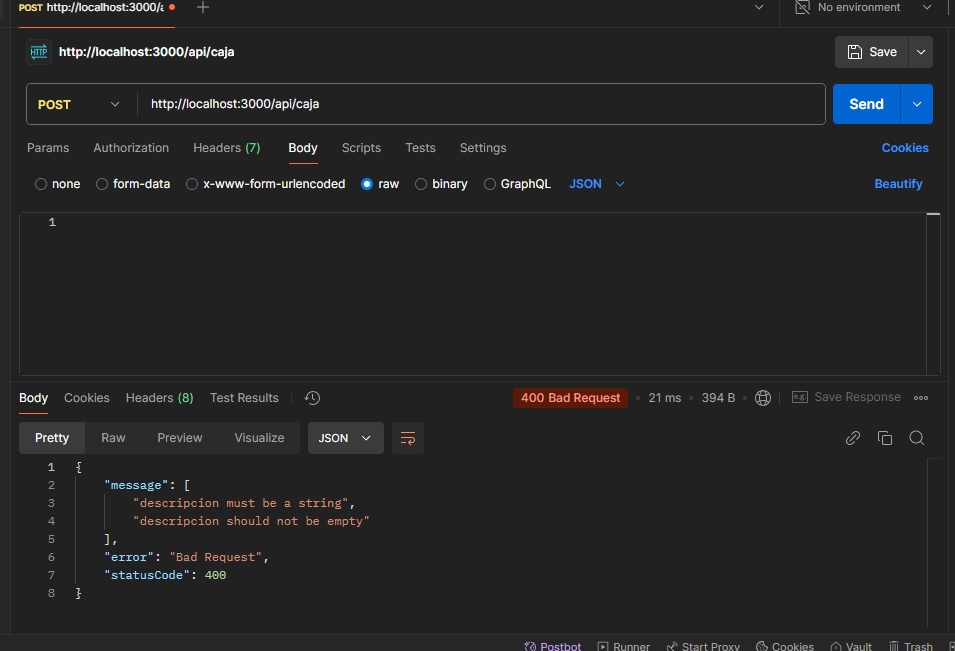 POST http://localhost:3000/a
No environment
HTTP http://localhost:3000/api/caja
Save
POST http://localhost:3000/api/caja
Send
Params Authorization Headers (7) Body Scripts Tests Settings Cookies
none form-data x-www-form-urlencoded raw binary GraphQL JSON Beautify
1
Body Cookies Headers (8) Test Results 400 Bad Request • 21 ms • 394 B • e.g. Save Response
Pretty Raw Preview Visualize JSON
1 {
2 "message": [
3 "descripcion must be a string",
4 "descripcion should not be empty"
5 ],
6 "error": "Bad Request",
7 "statusCode": 400
8 }
Postbot Runner Start Proxy Cookies Vault Trash